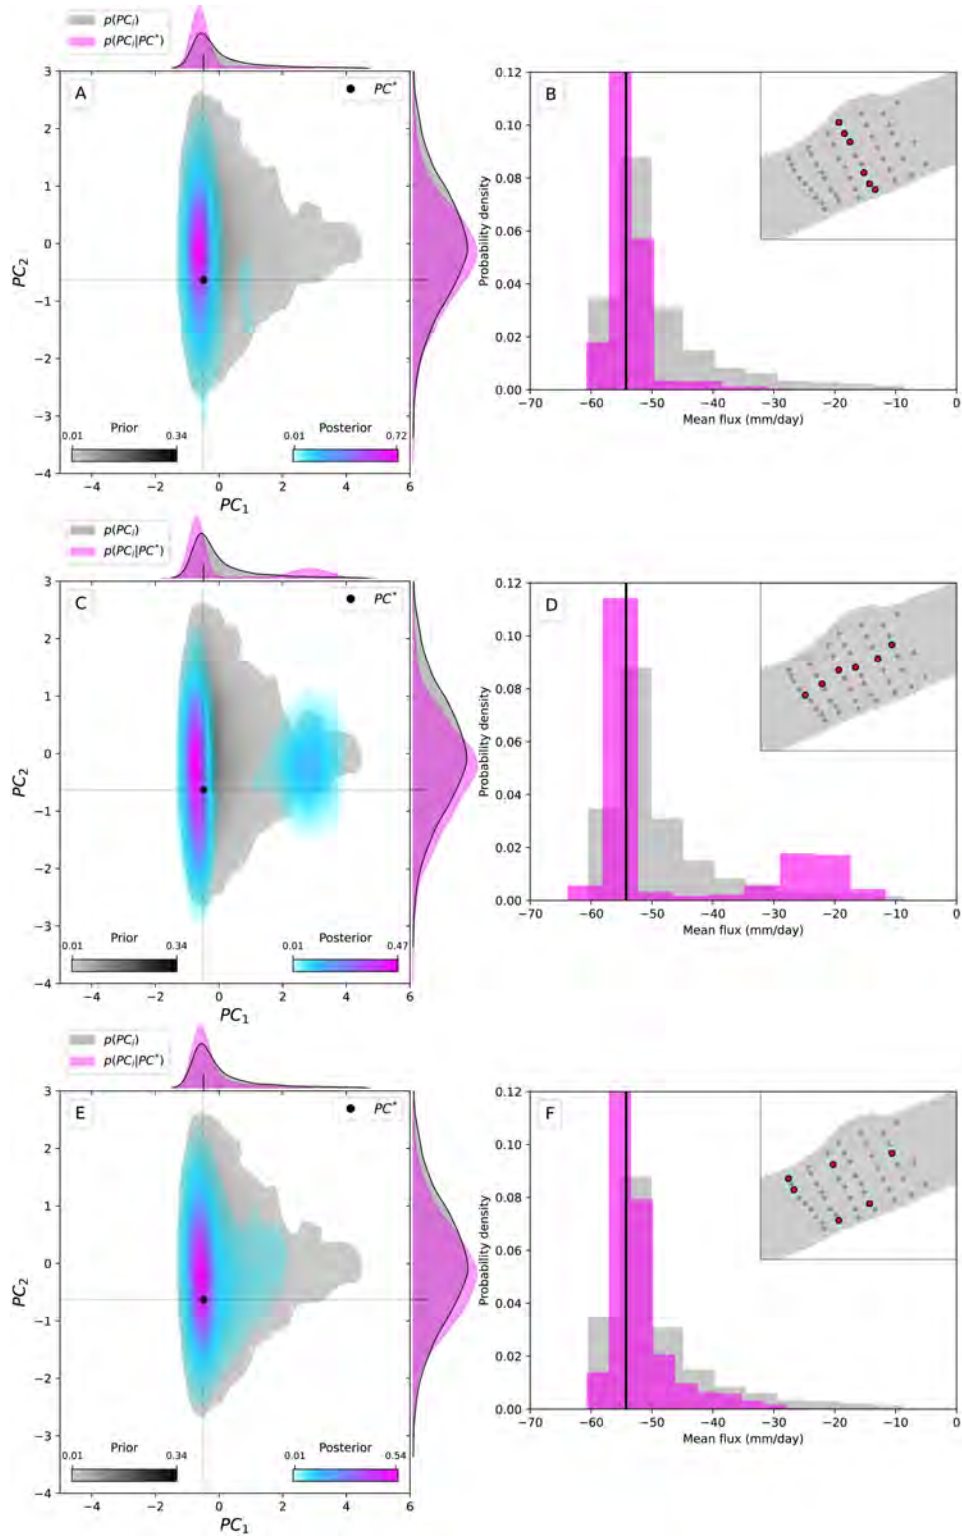 p(PC_i)
p(PC_i|PC*)
A
PC*
3
2
1
0
−1
−2
−3
−4
PC_2
Prior
0.01 0.34
Posterior
0.01 0.72
−4 −2 0 2 4 6
PC_1
B
0.12
0.10
0.08
0.06
0.04
0.02
0.00
Probability density
−70 −60 −50 −40 −30 −20 −10 0
Mean flux (mm/day)
p(PC_i)
p(PC_i|PC*)
C
PC*
3
2
1
0
−1
−2
−3
−4
PC_2
Prior
0.01 0.34
Posterior
0.01 0.47
−4 −2 0 2 4 6
PC_1
D
0.12
0.10
0.08
0.06
0.04
0.02
0.00
Probability density
−70 −60 −50 −40 −30 −20 −10 0
Mean flux (mm/day)
p(PC_i)
p(PC_i|PC*)
E
PC*
3
2
1
0
−1
−2
−3
−4
PC_2
Prior
0.01 0.34
Posterior
0.01 0.54
−4 −2 0 2 4 6
PC_1
F
0.12
0.10
0.08
0.06
0.04
0.02
0.00
Probability density
−70 −60 −50 −40 −30 −20 −10 0
Mean flux (mm/day)